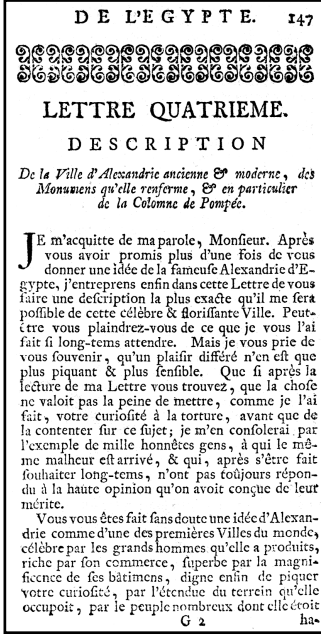 DE L'EGYPTE. 147
LETTRE QUATRIEME.
DESCRIPTION
De la Ville d'Alexandrie ancienne & moderne, des
Monumens qu'elle renferme, & en particulier
de la Colomne de Pompée.
JE m'acquitte de ma parole, Monſieur. Après
vous avoir promis plus d'une fois de vous
donner une idée de la fameuſe Alexandrie d'E-
gypte, j'entreprens enfin dans cette Lettre de vous
faire une deſcription la plus exacte qu'il me ſera
poſſible de cette célèbre & floriſſante Ville. Peut-
être vous plaindrez-vous de ce que je vous l'ai
fait ſi long-tems attendre. Mais je vous prie de
vous ſouvenir, qu'un plaiſir différé n'en eſt que
plus piquant & plus ſenſible. Que ſi après la
lecture de ma Lettre vous trouvez, que la choſe
ne valoit pas la peine de mettre, comme je l'ai
fait, votre curioſité à la torture, avant que de
la contenter ſur ce ſujet; je m'en conſolerai par
l'exemple de mille honnêtes gens, à qui le mê-
me malheur eſt arrivé, & qui, après s'être fait
ſouhaiter long-tems, n'ont pas toûjours répon-
du à la haute opinion qu'on avoit conçue de leur
mérite.
Vous vous êtes fait ſans doute une idée d'Alexan-
drie comme d'une des premières Villes du monde,
célèbre par les grands hommes qu'elle a produits,
riche par ſon commerce, ſuperbe par la magni-
ficence de ſes bâtimens, digne enfin de piquer
votre curioſité, par l'étendue du terrein qu'elle
occupoit, par le peuple nombreux dont elle étoit
G 2 ha-